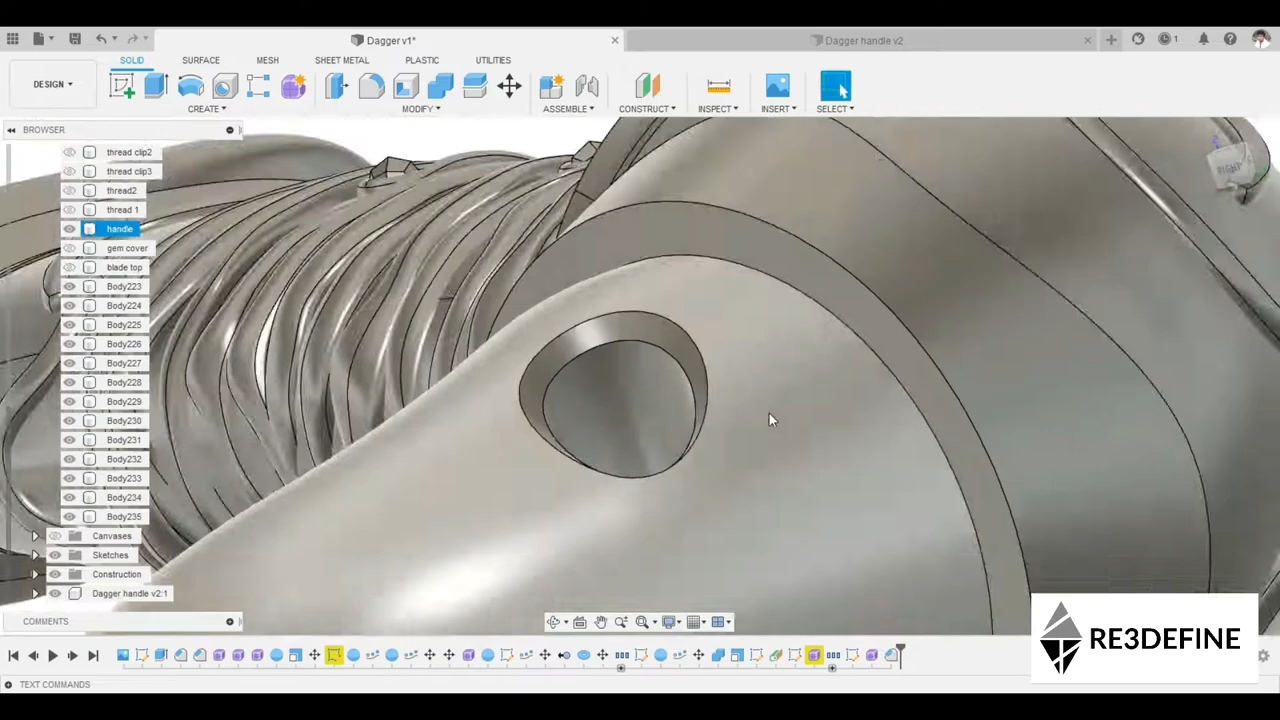 Dagger v1*
Dagger handle v2
1
DESIGN
SOLID
SURFACE
MESH
SHEET METAL
PLASTIC
UTILITIES
CREATE
MODIFY
ASSEMBLE
CONSTRUCT
INSPECT
INSERT
SELECT
BROWSER
thread clip2
thread clip3
thread2
thread 1
handle
gem cover
blade top
Body223
Body224
Body225
Body226
Body227
Body228
Body229
Body230
Body231
Body232
Body233
Body234
Body235
Canvases
Sketches
Construction
Dagger handle v2:1
COMMENTS
TEXT COMMANDS
RIGHT
Z
RE3DEFINE